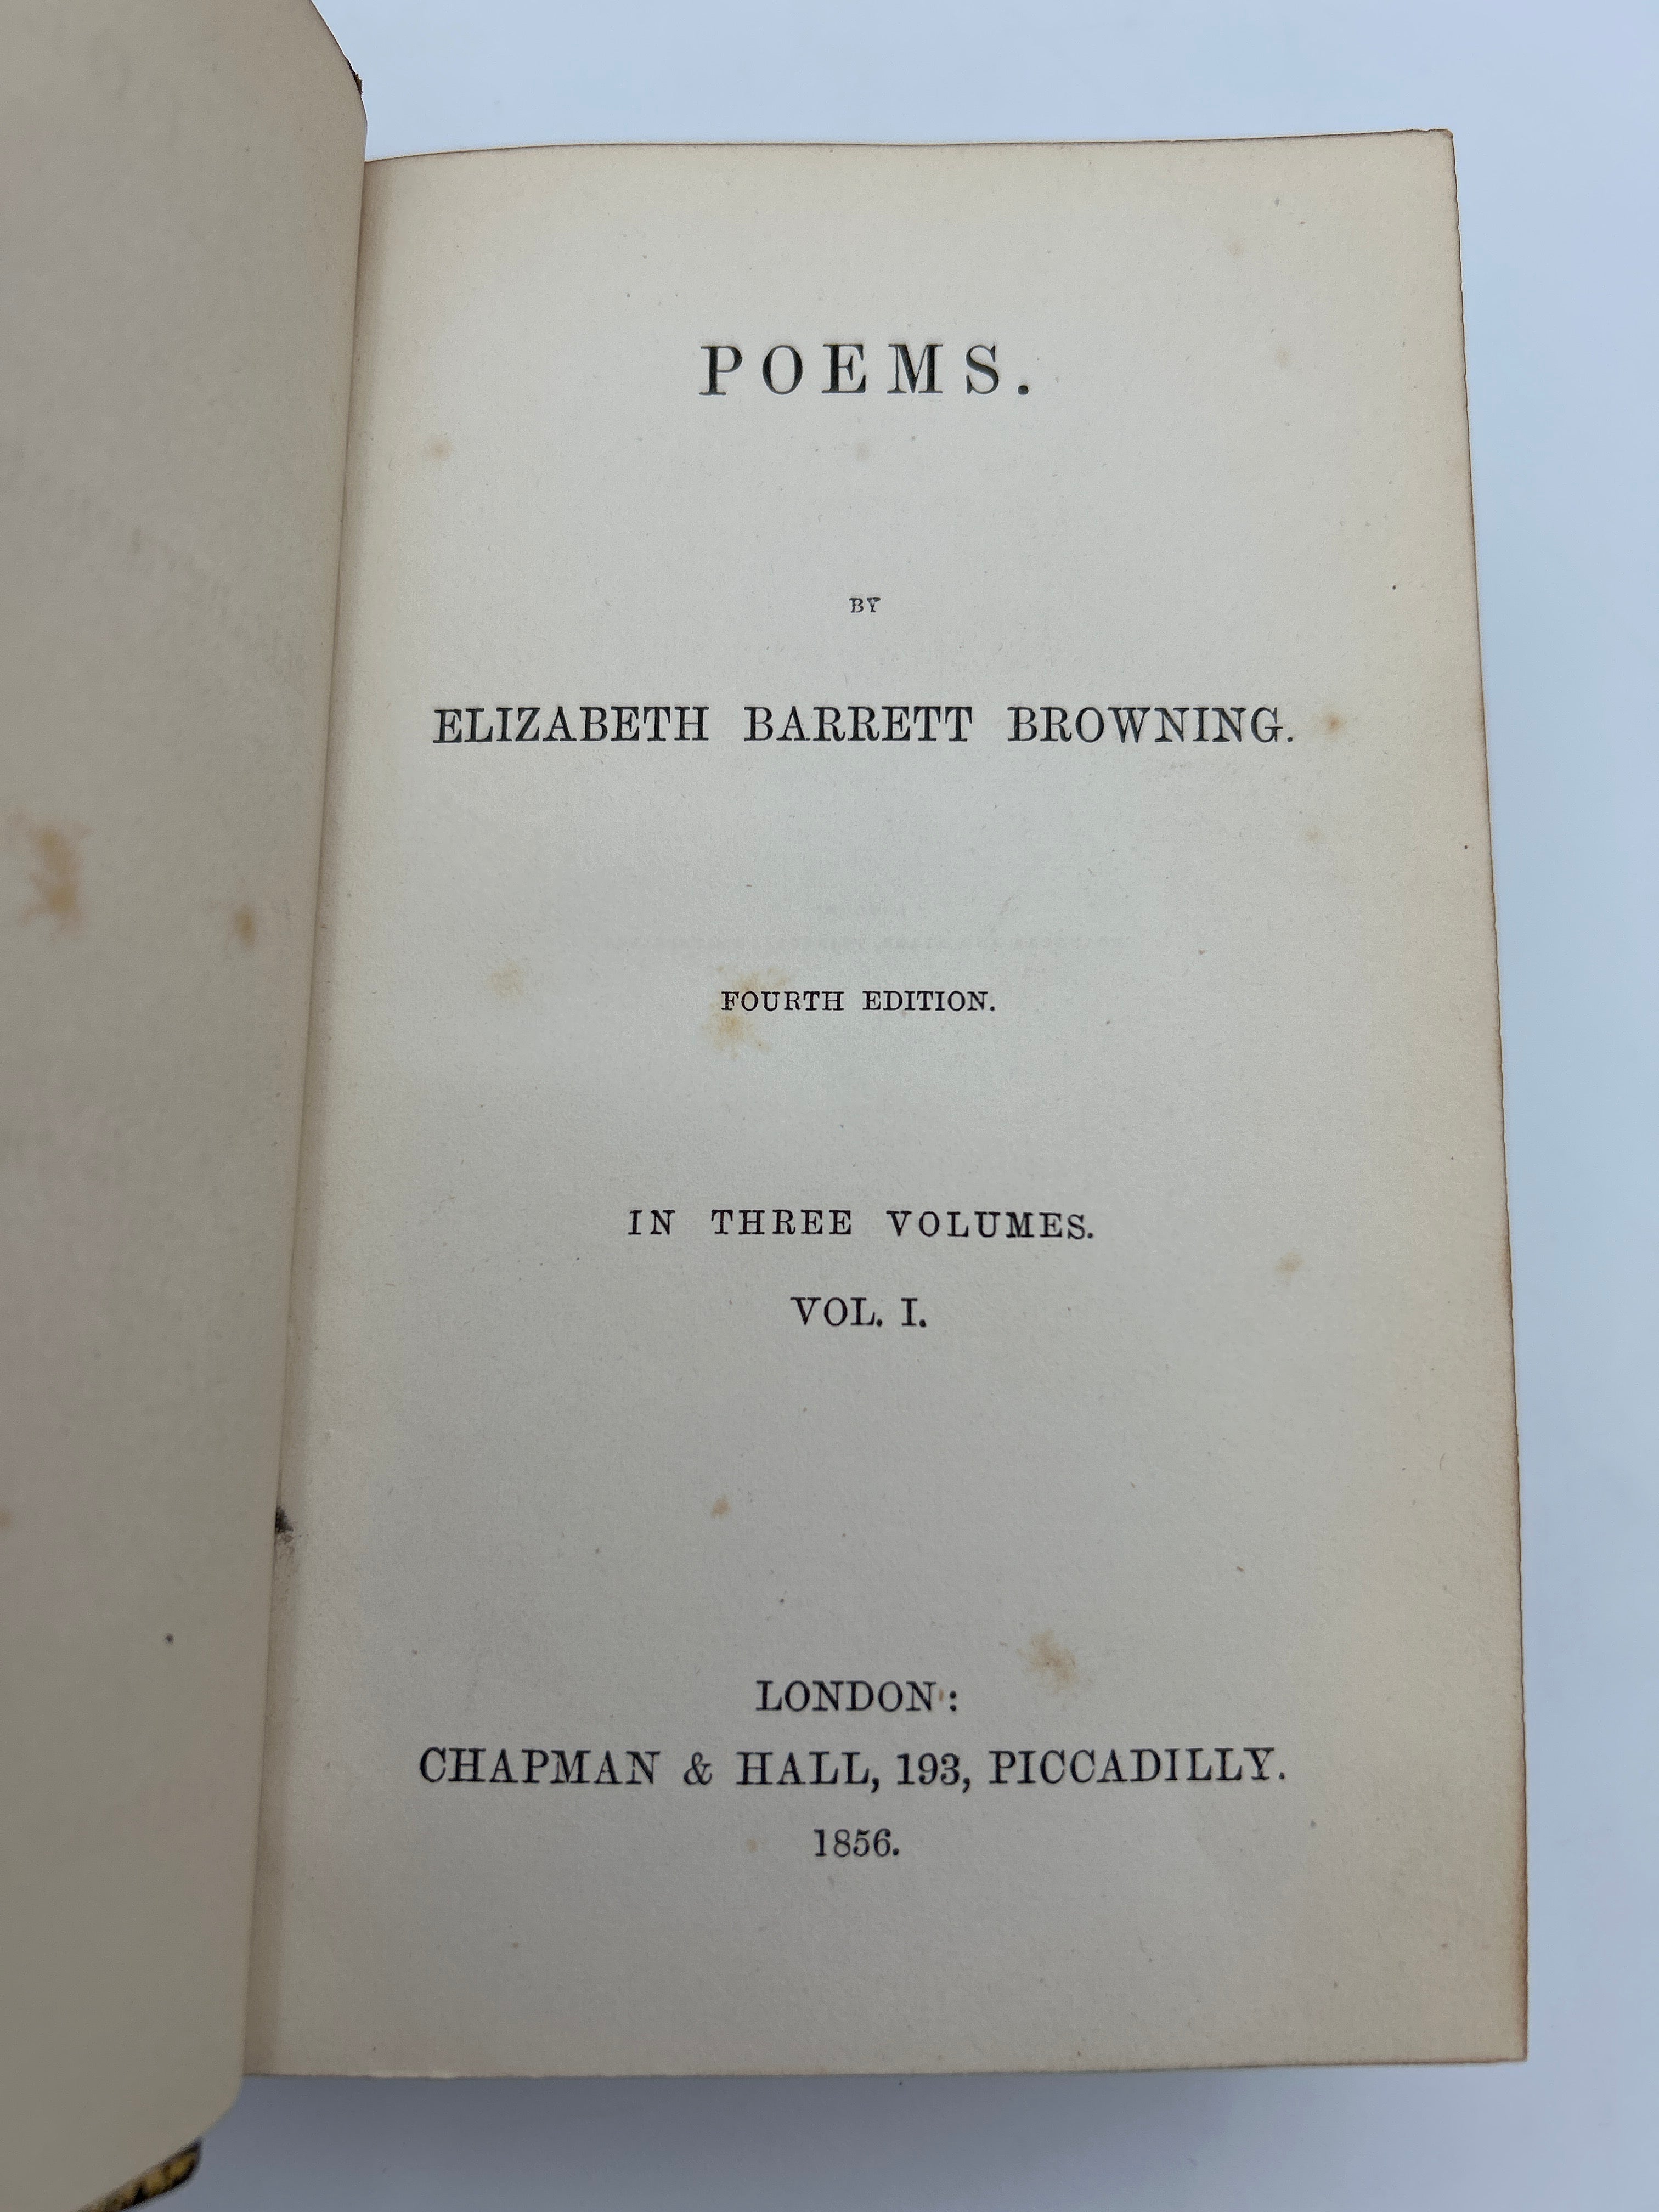 POEMS.
BY
ELIZABETH BARRETT BROWNING.
FOURTH EDITION.
IN THREE VOLUMES.
VOL. I.
LONDON:
CHAPMAN & HALL, 193, PICCADILLY.
1856.